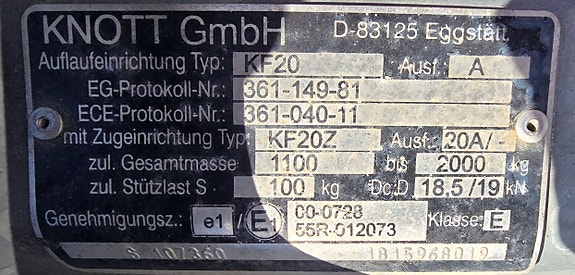 KNOTT GmbH D-83125 Eggstätt
Auflaufeinrichtung Typ: KF20 Ausf. A
EG-Protokoll-Nr.: 361-149-81
ECE-Protokoll-Nr.: 361-040-11
mit Zugeinrichtung Typ: KF20Z Ausf. 20A/-
zul. Gesamtmasse 1100 bis 2000 kg
zul. Stützlast S 100 kg Dc,D 18.5/19 kN
Genehmigungsz.: e1 / E1 00-0728 Klasse: E
55R-012073
S 107360 1815968019